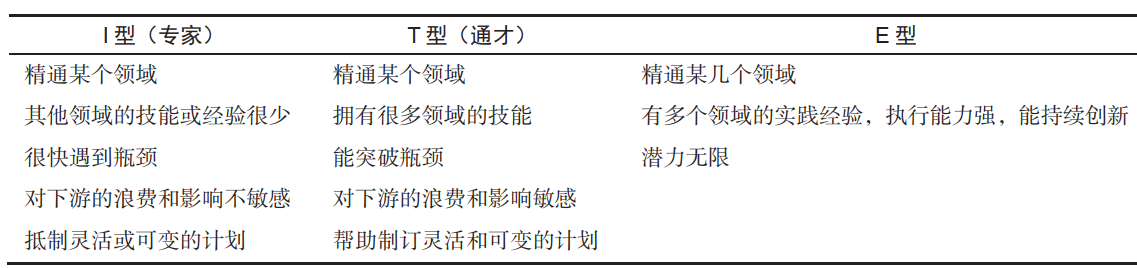 I 型（专家） T 型（通才） E 型
精通某个领域 精通某个领域 精通某几个领域
其他领域的技能或经验很少 拥有很多领域的技能 有多个领域的实践经验，执行能力强，能持续创新
很快遇到瓶颈 能突破瓶颈 潜力无限
对下游的浪费和影响不敏感 对下游的浪费和影响敏感
抵制灵活或可变的计划 帮助制订灵活和可变的计划